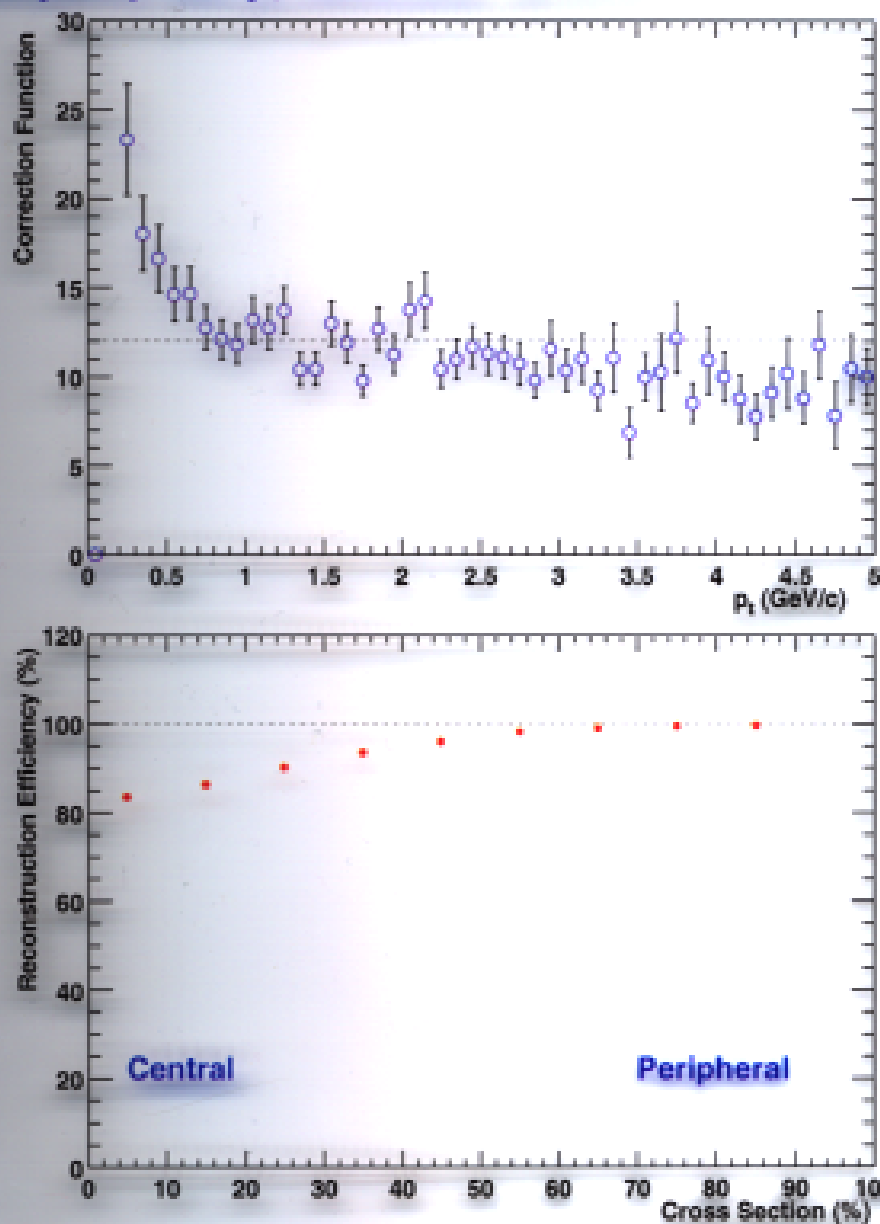 30
25
20
15
10
5
0
Correction Function
0 0.5 1 1.5 2 2.5 3 3.5 4 4.5 5
pt (GeV/c)
120
100
80
60
40
20
0
Reconstruction Efficiency (%)
Central
Peripheral
0 10 20 30 40 50 60 70 80 90 10
Cross Section (%)